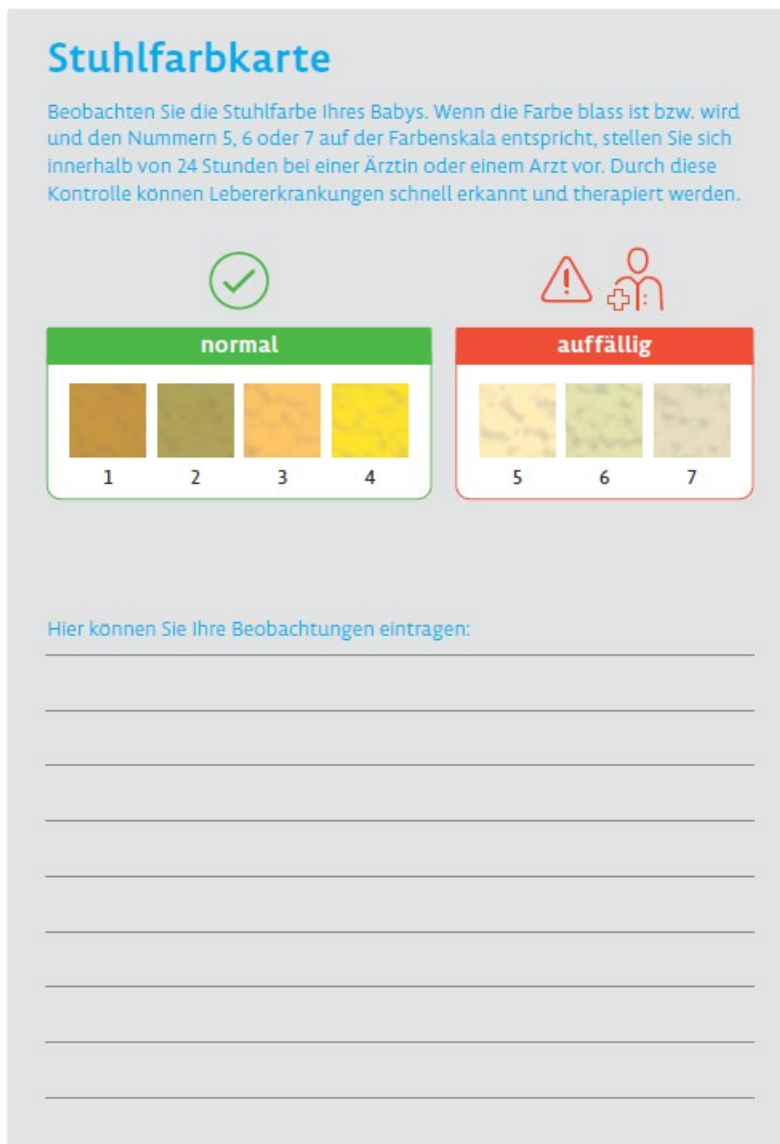 Stuhlfarbkarte
Beobachten Sie die Stuhlfarbe Ihres Babys. Wenn die Farbe blass ist bzw. wird
und den Nummern 5, 6 oder 7 auf der Farbenskala entspricht, stellen Sie sich
innerhalb von 24 Stunden bei einer Ärztin oder einem Arzt vor. Durch diese
Kontrolle können Lebererkrankungen schnell erkannt und therapiert werden.
normal
1 2 3 4
auffällig
5 6 7
Hier können Sie Ihre Beobachtungen eintragen: